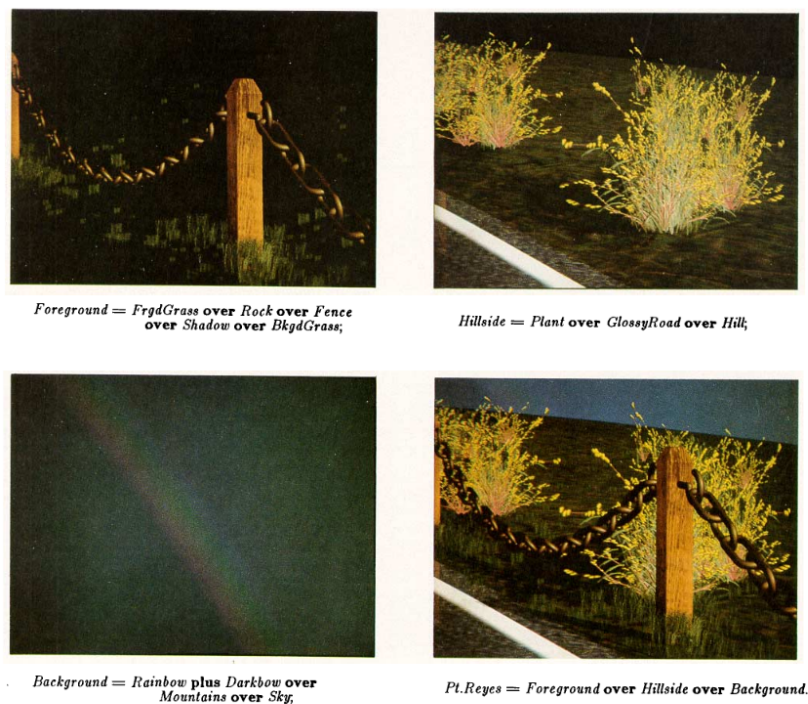 Foreground = FrgdGrass over Rock over Fence
over Shadow over BkgdGrass;
Hillside = Plant over GlossyRoad over Hill;
Background = Rainbow plus Darkbow over
Mountains over Sky;
Pt.Reyes = Foreground over Hillside over Background.